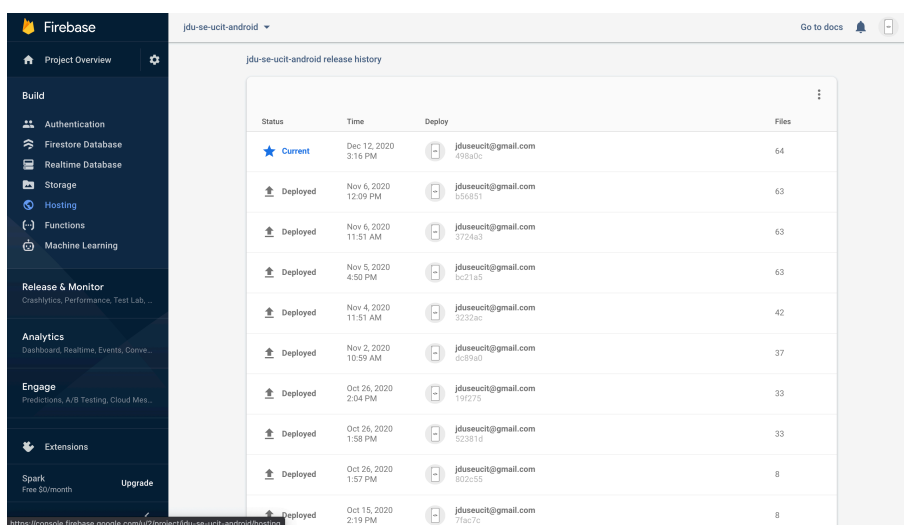 Firebase
jdu-se-ucit-android
Go to docs
Project Overview
jdu-se-ucit-android release history
Build
Authentication
Firestore Database
Realtime Database
Storage
Hosting
Functions
Machine Learning
Release & Monitor
Crashlytics, Performance, Test Lab, ...
Analytics
Dashboard, Realtime, Events, Conve...
Engage
Predictions, A/B Testing, Cloud Mes...
Extensions
Spark
Free $0/month
Upgrade
https://console.firebase.google.com/u/2/project/jdu-se-ucit-android/hosting
Status Time Deploy Files
Current Dec 12, 2020 3:16 PM jduseucit@gmail.com 498a0c 64
Deployed Nov 6, 2020 12:09 PM jduseucit@gmail.com b56851 63
Deployed Nov 6, 2020 11:51 AM jduseucit@gmail.com 3724a3 63
Deployed Nov 5, 2020 4:50 PM jduseucit@gmail.com bc21a5 63
Deployed Nov 4, 2020 11:51 AM jduseucit@gmail.com 3232ac 42
Deployed Nov 2, 2020 10:59 AM jduseucit@gmail.com dc89a0 37
Deployed Oct 26, 2020 2:04 PM jduseucit@gmail.com 19f275 33
Deployed Oct 26, 2020 1:58 PM jduseucit@gmail.com 52381d 33
Deployed Oct 26, 2020 1:57 PM jduseucit@gmail.com 802c55 8
Deployed Oct 15, 2020 2:19 PM jduseucit@gmail.com 7fac7c 8